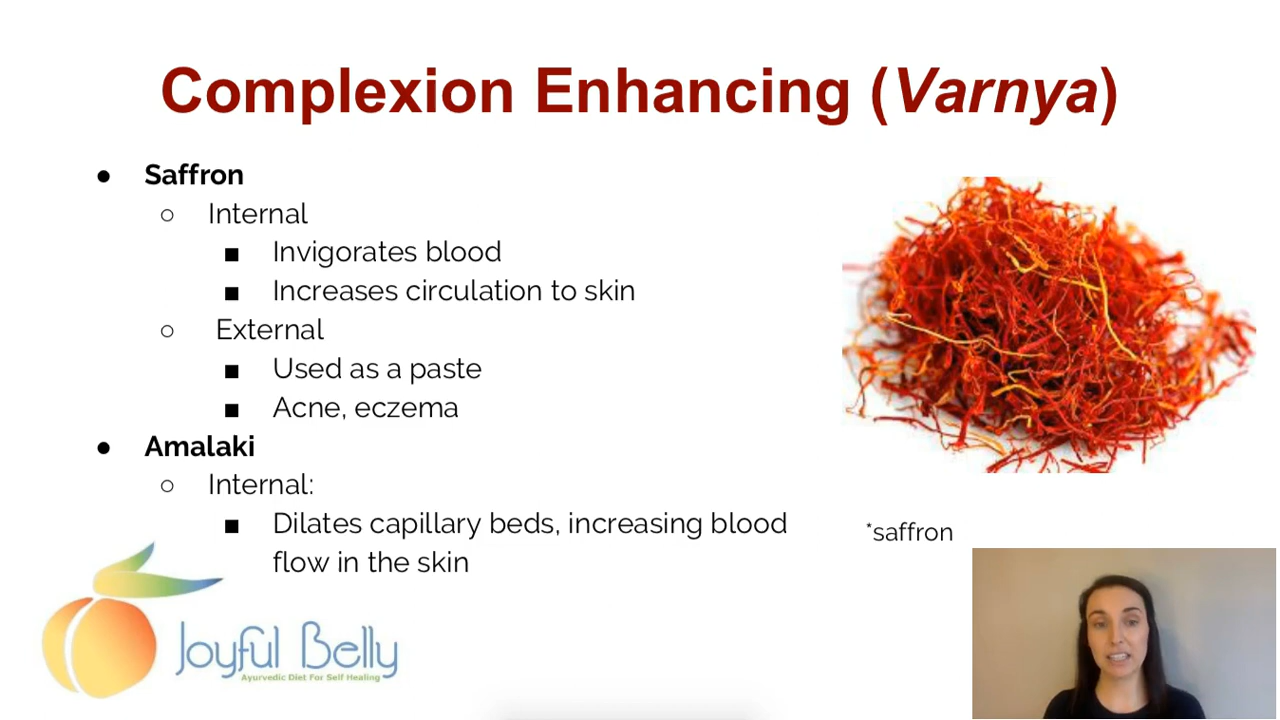 Complexion Enhancing (Varnya)
● Saffron
○ Internal
■ Invigorates blood
■ Increases circulation to skin
○ External
■ Used as a paste
■ Acne, eczema
● Amalaki
○ Internal:
■ Dilates capillary beds, increasing blood
flow in the skin
*saffron
Joyful Belly
Ayurvedic Diet For Self Healing